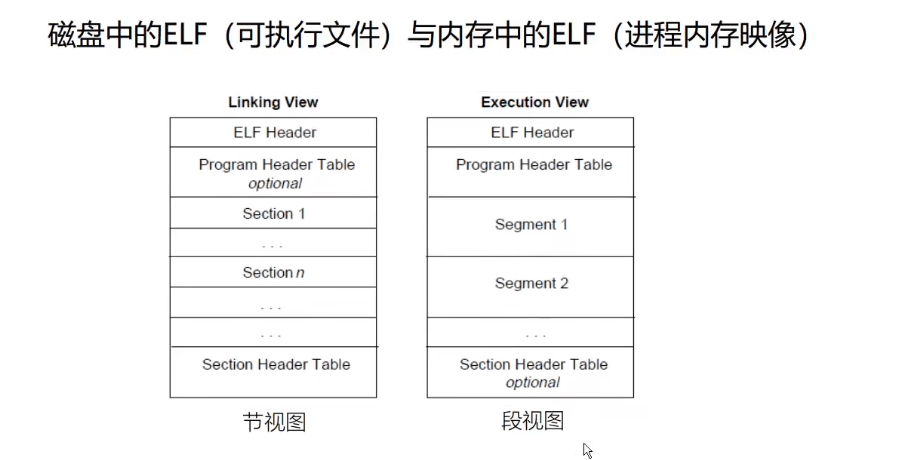 磁盘中的ELF（可执行文件）与内存中的ELF（进程内存映像）
Linking View
ELF Header
Program Header Table
optional
Section 1
. . .
Section n
. . .
. . .
Section Header Table
节视图
Execution View
ELF Header
Program Header Table
Segment 1
Segment 2
. . .
Section Header Table
optional
段视图